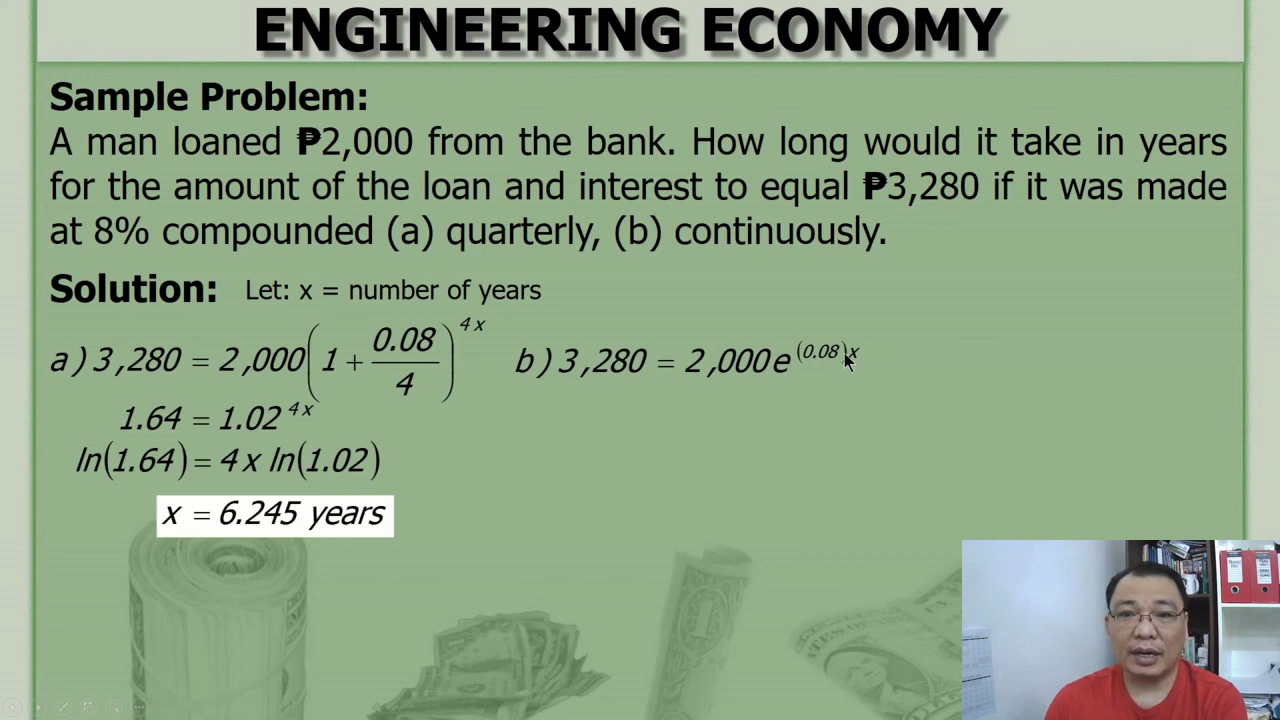 ENGINEERING ECONOMY
Sample Problem:
A man loaned ₱2,000 from the bank. How long would it take in years
for the amount of the loan and interest to equal ₱3,280 if it was made
at 8% compounded (a) quarterly, (b) continuously.
Solution: Let: x = number of years
a) 3,280 = 2,000(1 + 0.08/4)^4x
1.64 = 1.02^4x
ln(1.64) = 4x ln(1.02)
x = 6.245 years
b) 3,280 = 2,000e^(0.08)x